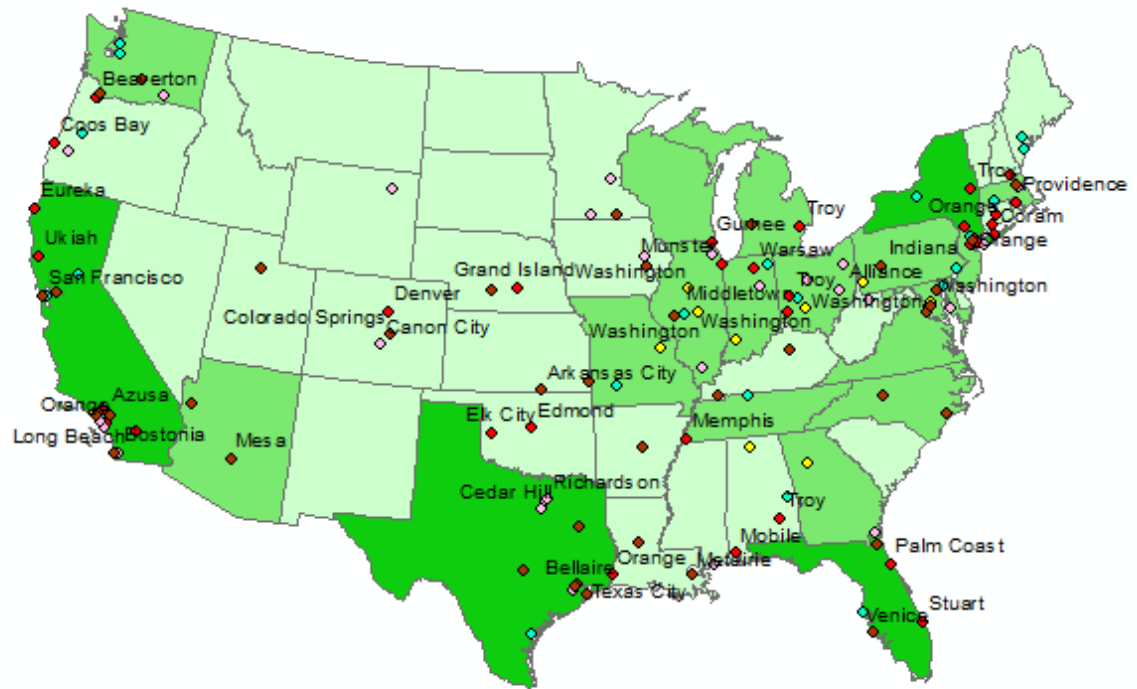 Beaverton
Coos Bay
Troy
Providence
Eureka
Orange
Coram
Troy
Gurnee
Ukiah
Indiana
Orange
Munster
Warsaw
San Francisco
Grand Island
Washington
Troy
Alliance
Washington
Denver
Middletown
Washington
Colorado Springs
Canon City
Washington
Washington
Arkansas City
Azusa
Orange
Elk City
Edmond
Memphis
Long Beach
Bostonia
Mesa
Richardson
Cedar Hill
Troy
Mobile
Palm Coast
Orange
Metairie
Bellaire
Texas City
Venice
Stuart